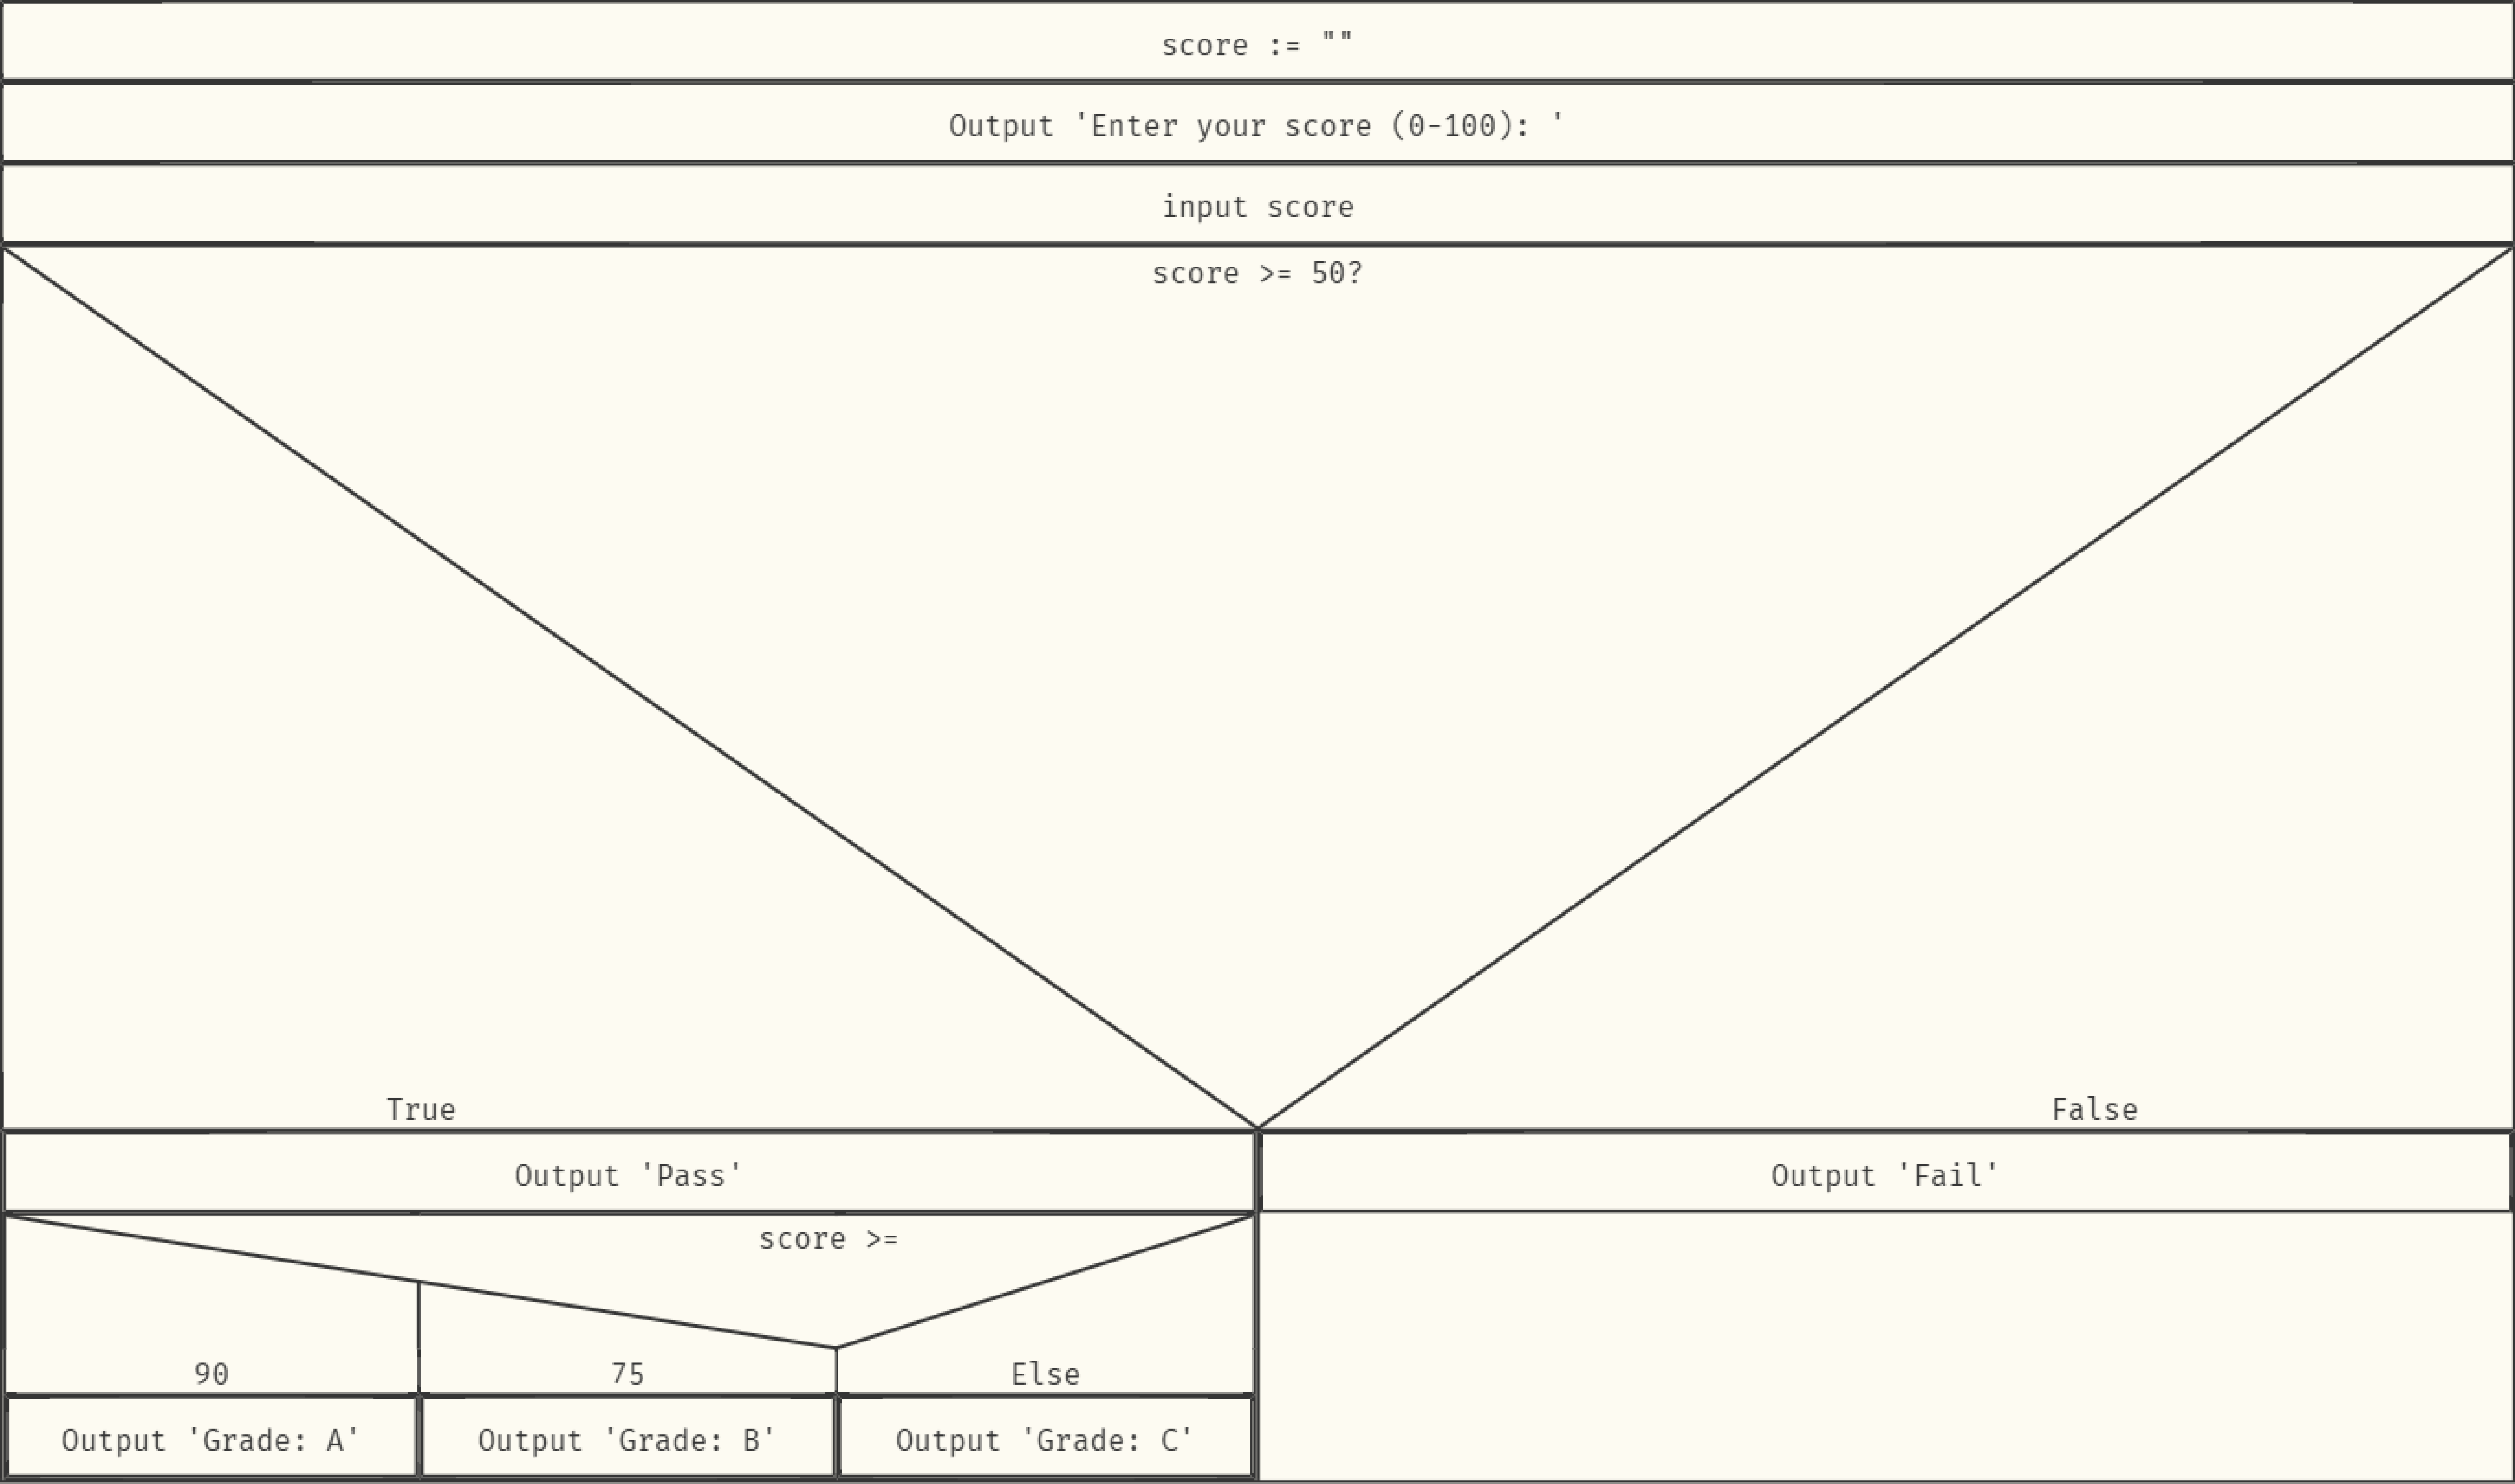 score := ""
Output 'Enter your score (0-100): '
input score
score >= 50?
True
False
Output 'Pass'
Output 'Fail'
score >=
90
75
Else
Output 'Grade: A'
Output 'Grade: B'
Output 'Grade: C'